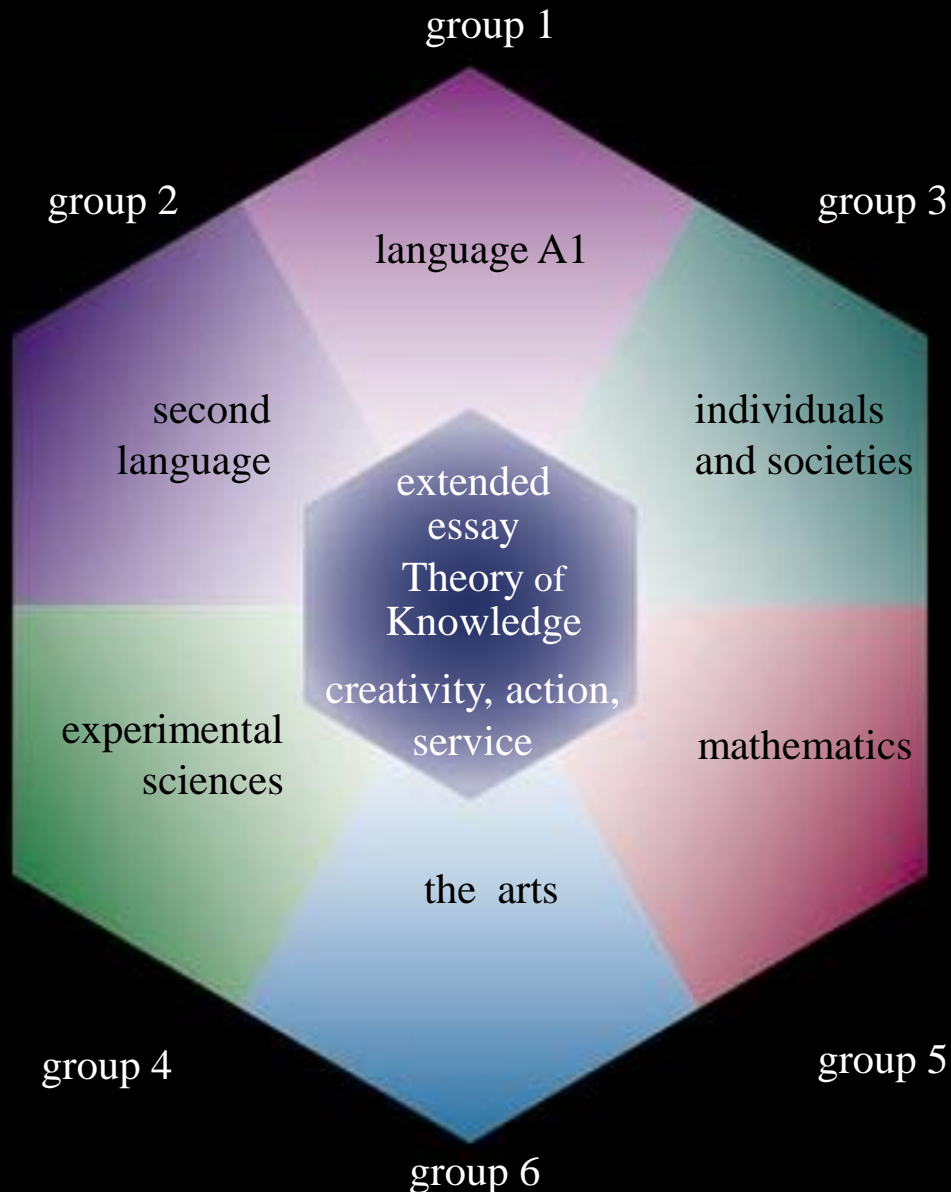 group 1
group 2
group 3
language A1
second
language
individuals
and societies
extended
essay
Theory of
Knowledge
creativity, action,
service
experimental
sciences
mathematics
the arts
group 4
group 5
group 6